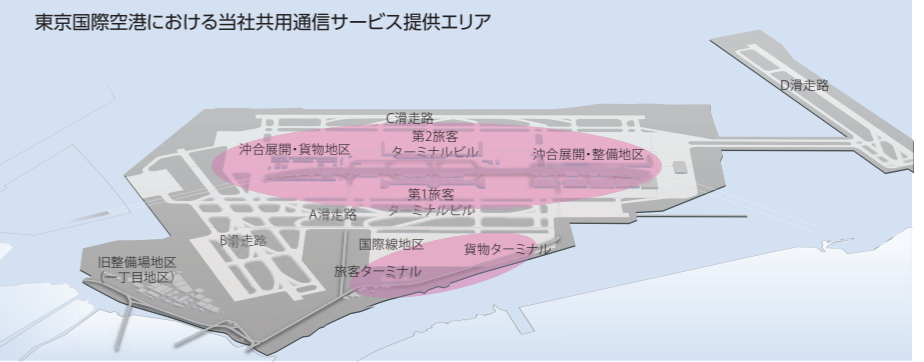 東京国際空港における当社共用通信サービス提供エリア
D滑走路
C滑走路
第2旅客
ターミナルビル
沖合展開・貨物地区
沖合展開・整備地区
第1旅客
ターミナルビル
A滑走路
B滑走路
国際線地区
貨物ターミナル
旅客ターミナル
旧整備場地区
（一丁目地区）